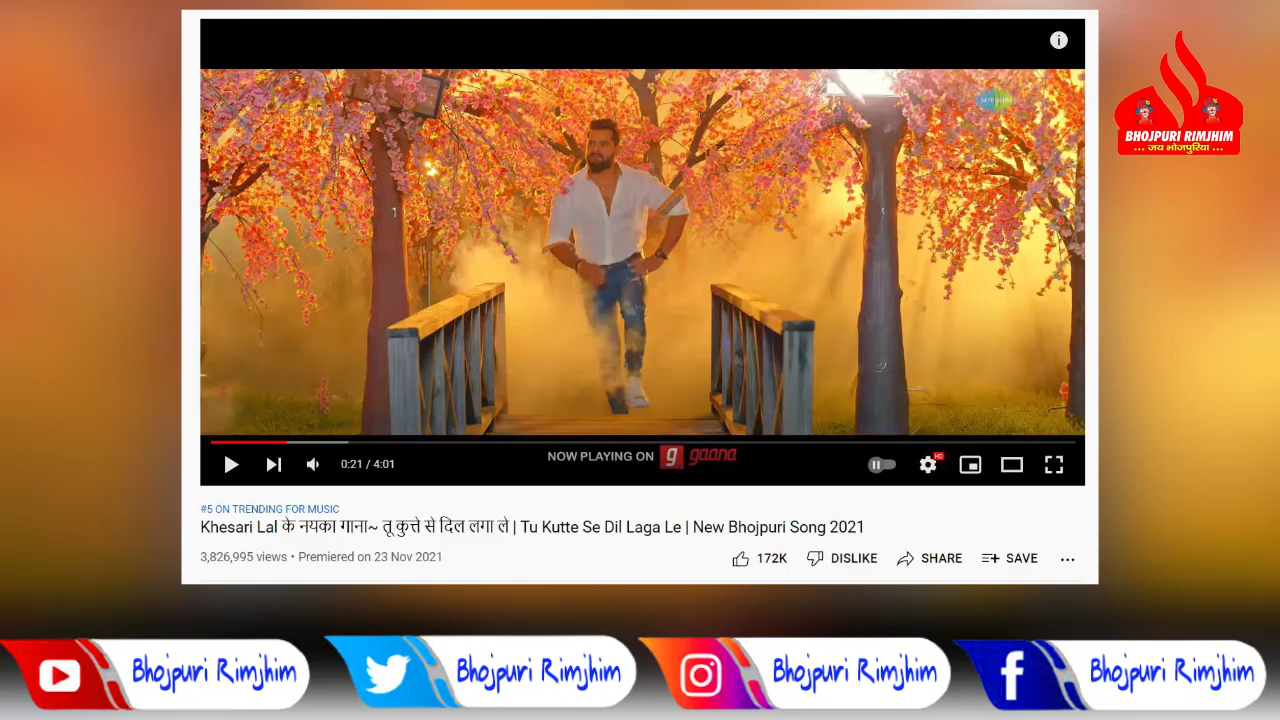 BHOJPURI RIMJHIM
... जय भोजपुरिया ...
NOW PLAYING ON g gaana
0:21 / 4:01
HD
#5 ON TRENDING FOR MUSIC
Khesari Lal के नयका गाना~ तू कुत्ते से दिल लगा ले | Tu Kutte Se Dil Laga Le | New Bhojpuri Song 2021
3,826,995 views • Premiered on 23 Nov 2021
172K DISLIKE SHARE SAVE ...
Bhojpuri Rimjhim Bhojpuri Rimjhim Bhojpuri Rimjhim Bhojpuri Rimjhim